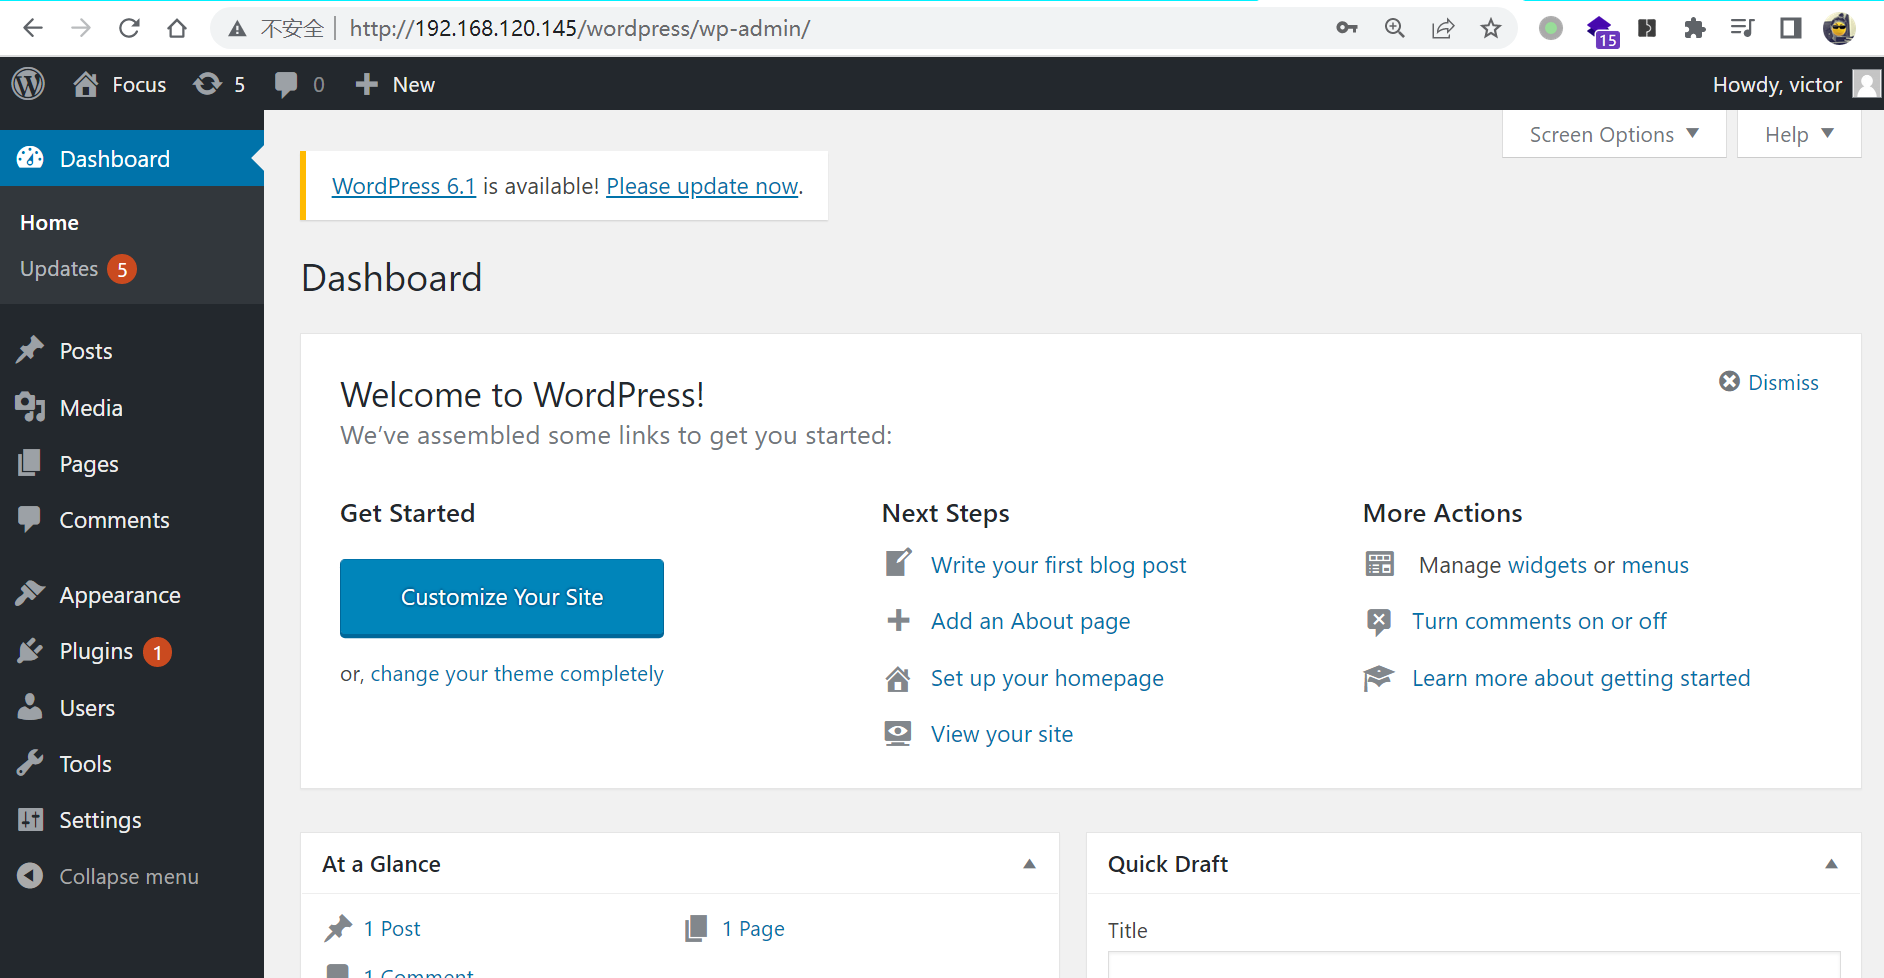 不安全 | http://192.168.120.145/wordpress/wp-admin/
15
Focus 5 0 New Howdy, victor
Screen Options Help
Dashboard
Home
Updates 5
Posts
Media
Pages
Comments
Appearance
Plugins 1
Users
Tools
Settings
Collapse menu
WordPress 6.1 is available! Please update now.
Dashboard
Welcome to WordPress!
We’ve assembled some links to get you started:
Dismiss
Get Started
Customize Your Site
or, change your theme completely
Next Steps
Write your first blog post
Add an About page
Set up your homepage
View your site
More Actions
Manage widgets or menus
Turn comments on or off
Learn more about getting started
At a Glance
1 Post 1 Page
1 Comment
Quick Draft
Title